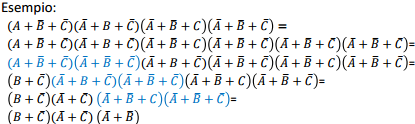 Esempio:
(A + B̄ + C̄)(Ā + B + C̄)(Ā + B̄ + C)(Ā + B̄ + C̄) =
(A + B̄ + C̄)(Ā + B + C̄)(Ā + B̄ + C)(Ā + B̄ + C̄)(Ā + B̄ + C̄)(Ā + B̄ + C̄)=
(A + B̄ + C̄)(Ā + B̄ + C̄)(Ā + B + C̄)(Ā + B̄ + C̄)(Ā + B̄ + C)(Ā + B̄ + C̄)=
(B̄ + C̄)(Ā + B + C̄)(Ā + B̄ + C̄)(Ā + B̄ + C)(Ā + B̄ + C̄)=
(B̄ + C̄)(Ā + C̄) (Ā + B̄ + C)(Ā + B̄ + C̄)=
(B̄ + C̄)(Ā + C̄) (Ā + B̄)